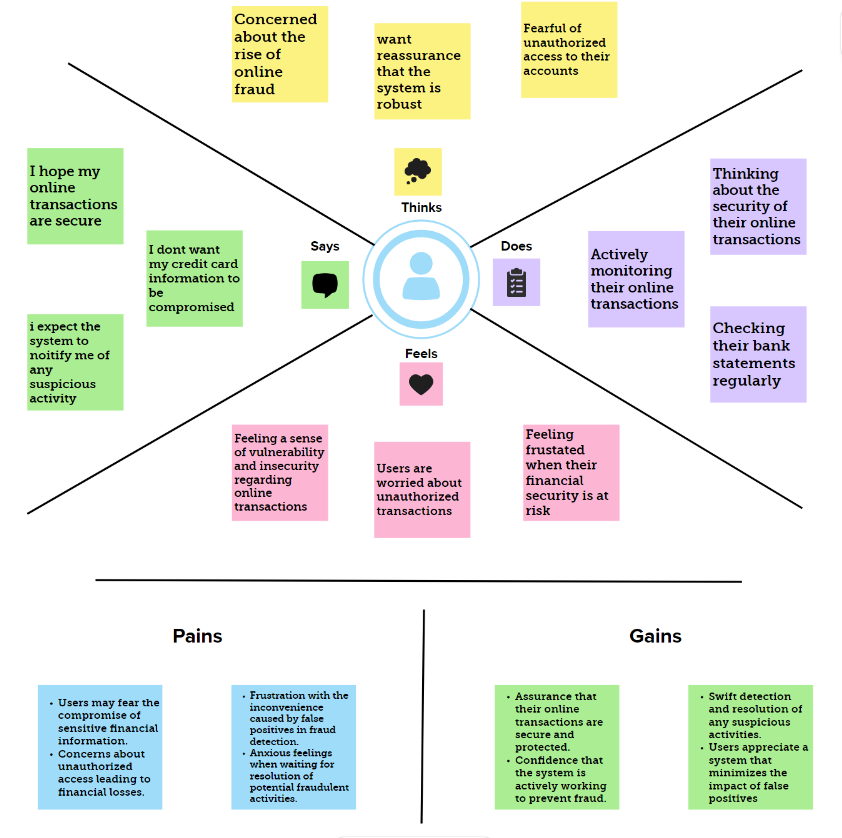 Concerned
about the
rise of
online
fraud
want
reassurance
that the
system is
robust
Fearful of
unauthorized
access to their
accounts
Thinks
I hope my
online
transactions
are secure
I dont want
my credit card
information to
be
compromised
i expect the
system to
noitify me of
any
suspicious
activity
Says
Does
Thinking
about the
security of
their online
transactions
Actively
monitoring
their online
transactions
Checking
their bank
statements
regularly
Feels
Feeling a sense
of vulnerability
and insecurity
regarding
online
transactions
Users are
worried about
unauthorized
transactions
Feeling
frustated
when their
financial
security is at
risk
Pains
• Users may fear the
compromise of
sensitive financial
information.
• Concerns about
unauthorized
access leading to
financial losses.
• Frustration with the
inconvenience
caused by false
positives in fraud
detection.
• Anxious feelings
when waiting for
resolution of
potential fraudulent
activities.
Gains
• Assurance that
their online
transactions are
secure and
protected.
• Confidence that
the system is
actively working
to prevent fraud.
• Swift detection
and resolution of
any suspicious
activities.
• Users appreciate a
system that
minimizes the
impact of false
positives